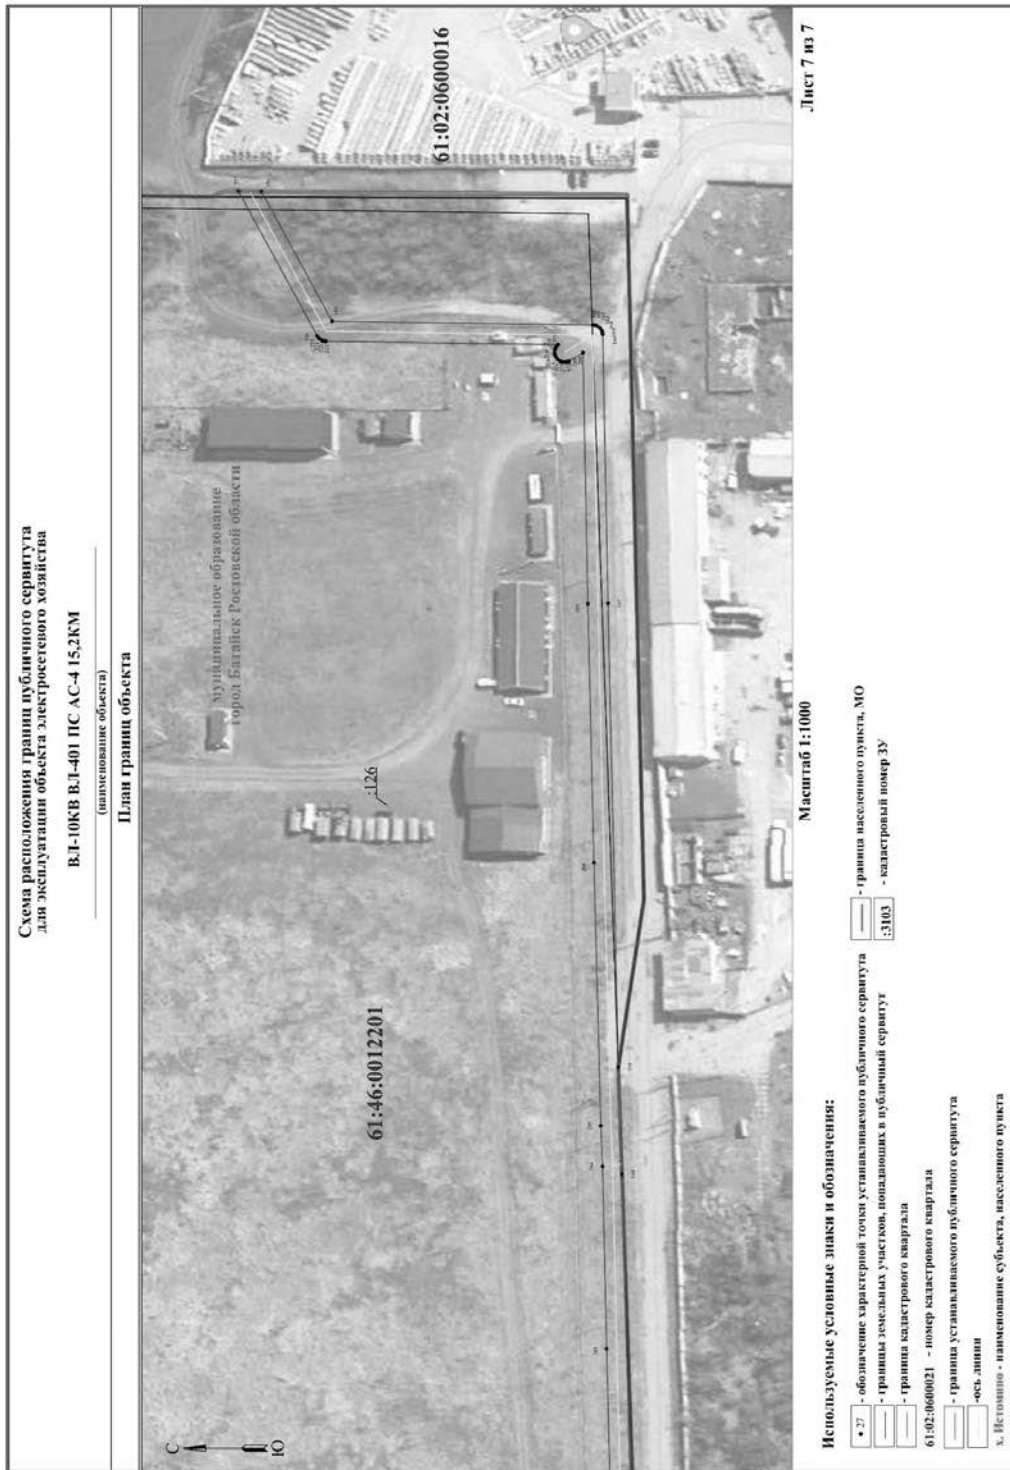 Схема расположения границ публичного сервитута
для эксплуатации объекта электросетевого хозяйства
ВЛ-10КВ ВЛ-401 ПС АС-4 15,2КМ
(наименование объекта)
План границ объекта
С
Ю
61:46:0012201
:126
муниципальное образование
город Батайск Ростовской области
61:02:0600016
Масштаб 1:1000
Лист 7 из 7
Используемые условные знаки и обозначения:
• 27 - обозначение характерной точки устанавливаемого публичного сервитута
- границы земельных участков, попадающих в публичный сервитут
- граница кадастрового квартала
61:02:0600021 - номер кадастрового квартала
- граница устанавливаемого публичного сервитута
-ось линии
х. Истомино - наименование субъекта, населенного пункта
- граница населенного пункта, МО
:3103 - кадастровый номер ЗУ